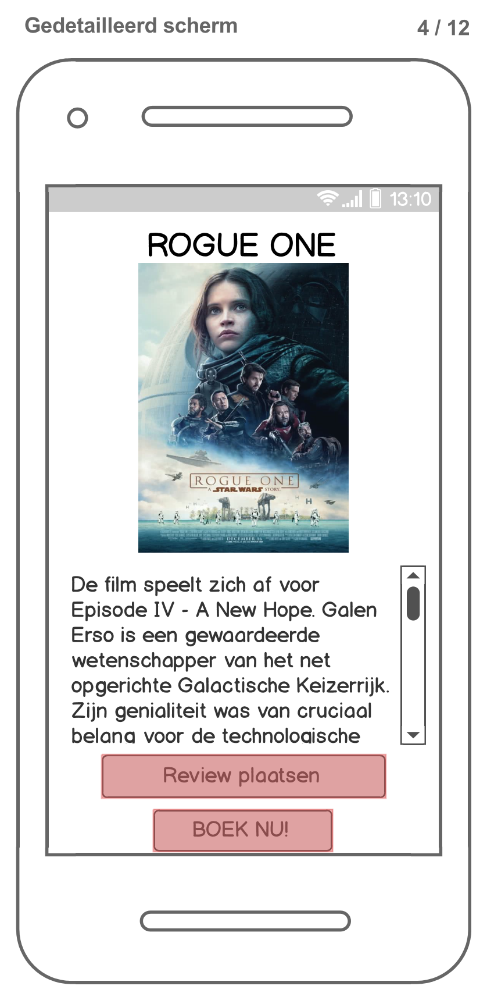 Gedetailleerd scherm
4 / 12
13:10
ROGUE ONE
ROGUE ONE
A STAR WARS STORY
DECEMBER 16
De film speelt zich af voor
Episode IV - A New Hope. Galen
Erso is een gewaardeerde
wetenschapper van het net
opgerichte Galactische Keizerrijk.
Zijn genialiteit was van cruciaal
belang voor de technologische
Review plaatsen
BOEK NU!